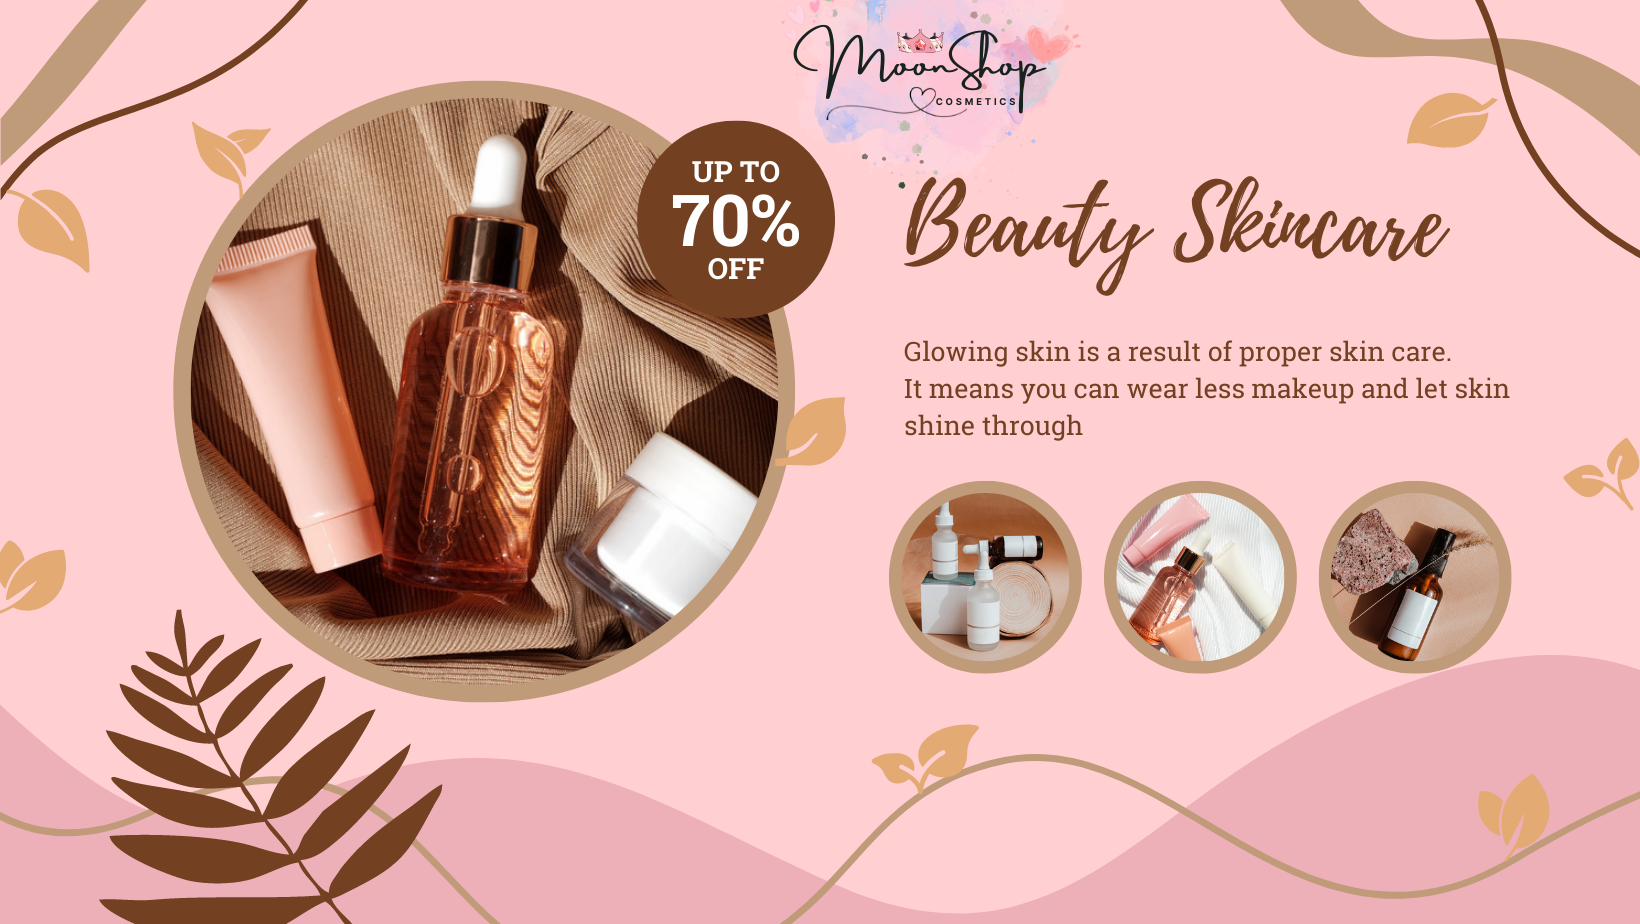 MoonShop
COSMETICS
UP TO
70%
OFF
Beauty Skincare
Glowing skin is a result of proper skin care.
It means you can wear less makeup and let skin
shine through